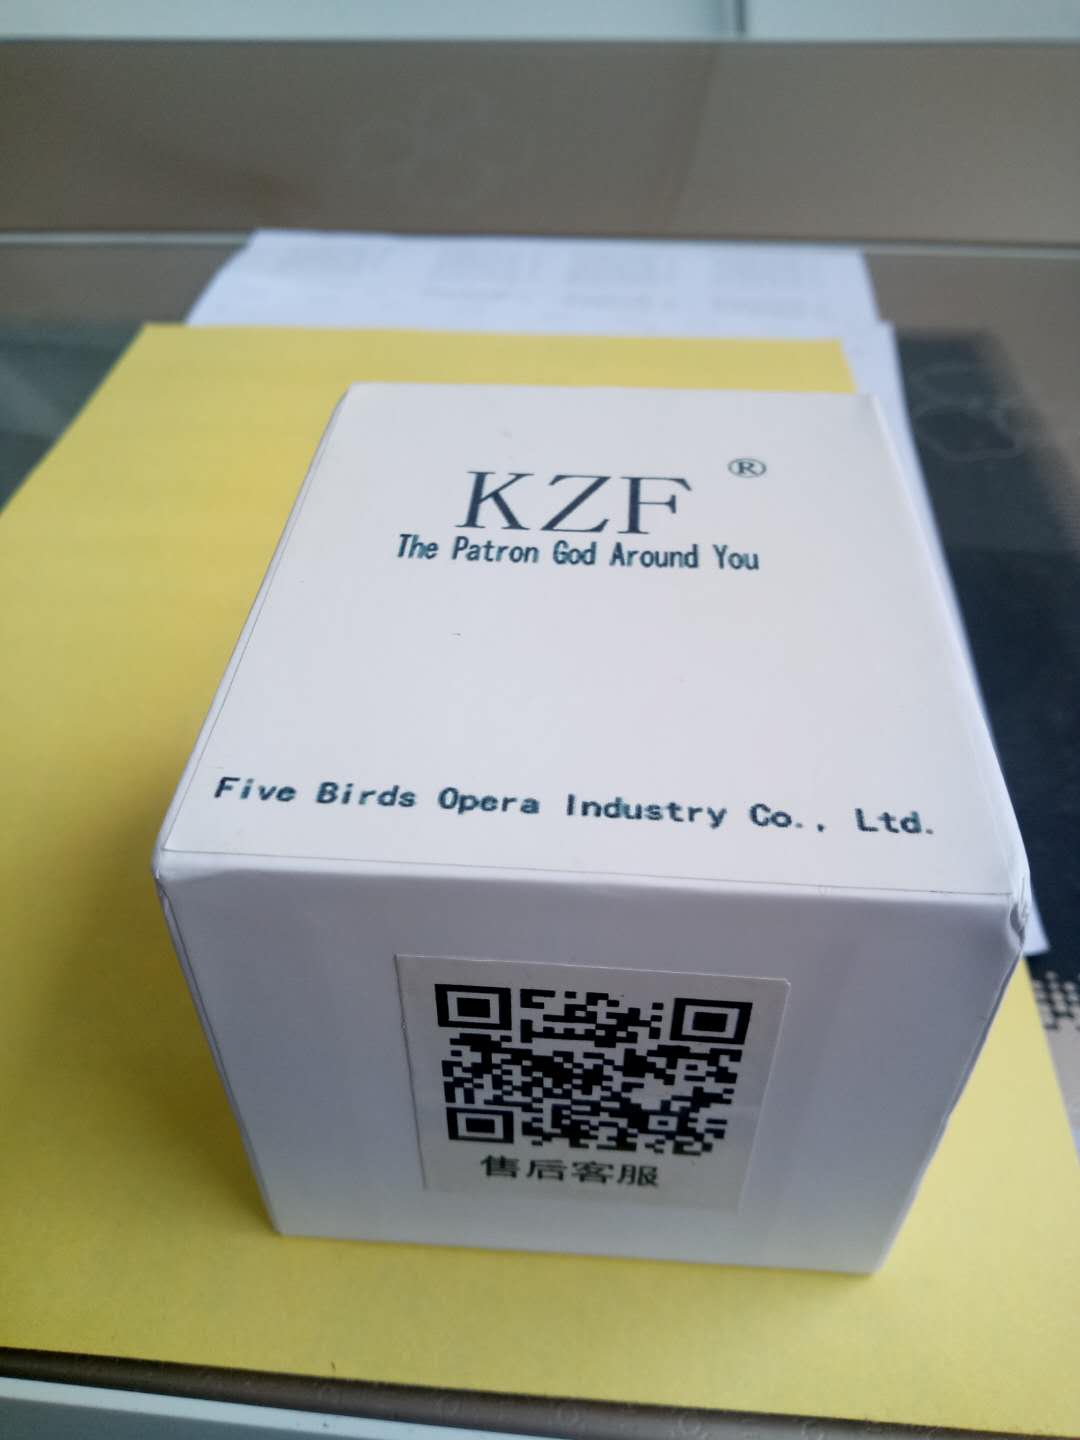 KZF ®
The Patron God Around You
Five Birds Opera Industry Co., Ltd.
售后客服